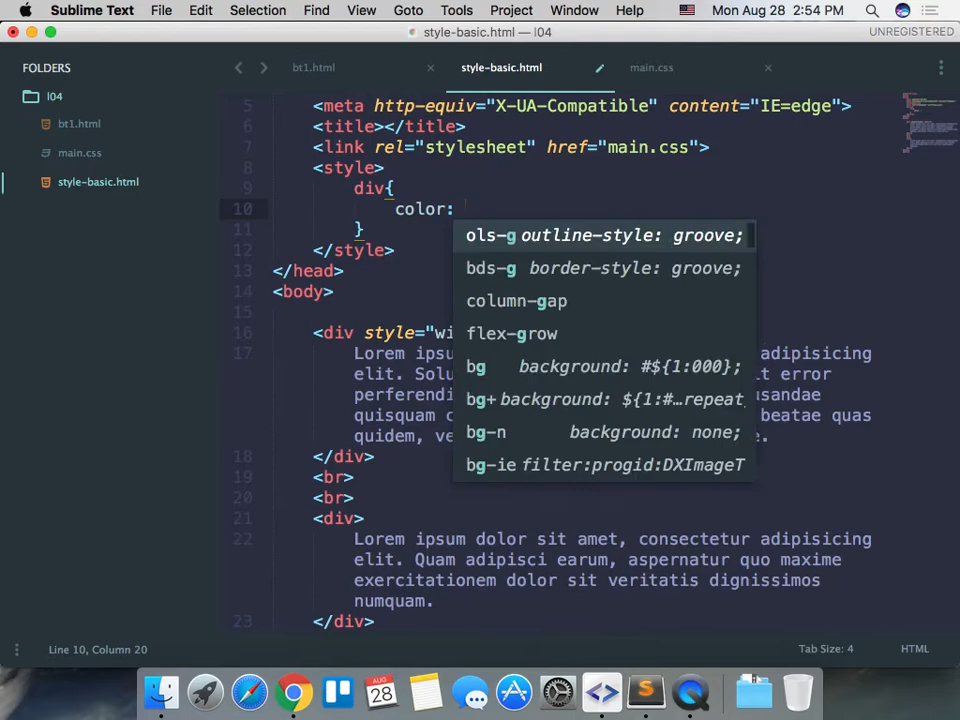 Sublime Text File Edit Selection Find View Goto Tools Project Window Help Mon Aug 28 2:54 PM
style-basic.html — l04 UNREGISTERED
FOLDERS
l04
bt1.html
main.css
style-basic.html
bt1.html style-basic.html main.css
5 <meta http-equiv="X-UA-Compatible" content="IE=edge">
6 <title></title>
7 <link rel="stylesheet" href="main.css">
8 <style>
9 div{
10 color:
11 }
12 </style>
13 </head>
14 <body>
15
16 <div style="wi
17 Lorem ipsum adipisicing
elit. Solu it error
perferendi usandae
quisquam c beatae quas
quidem, ve e.
18 </div>
19 <br>
20 <br>
21 <div>
22 Lorem ipsum dolor sit amet, consectetur adipisicing
elit. Quam adipisci earum, aspernatur quo maxime
exercitationem dolor sit veritatis dignissimos
numquam.
23 </div>
ols-g outline-style: groove;
bds-g border-style: groove;
column-gap
flex-grow
bg background: #${1:000};
bg+ background: ${1:#…repeat
bg-n background: none;
bg-ie filter:progid:DXImageT
Line 10, Column 20 Tab Size: 4 HTML
AUG
28